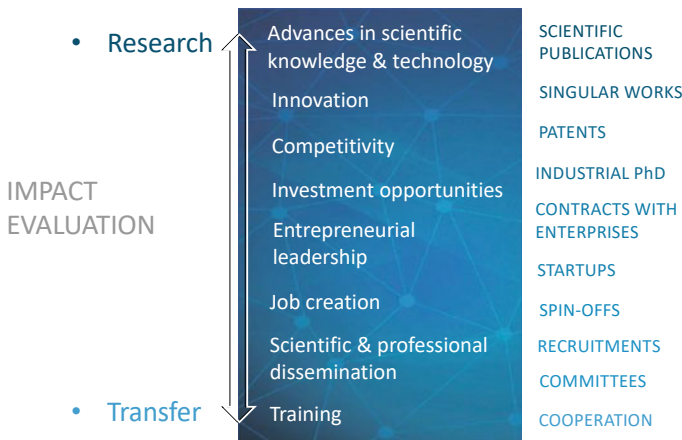 • Research
IMPACT
EVALUATION
• Transfer
Advances in scientific
knowledge & technology
Innovation
Competitivity
Investment opportunities
Entrepreneurial
leadership
Job creation
Scientific & professional
dissemination
Training
SCIENTIFIC
PUBLICATIONS
SINGULAR WORKS
PATENTS
INDUSTRIAL PhD
CONTRACTS WITH
ENTERPRISES
STARTUPS
SPIN-OFFS
RECRUITMENTS
COMMITTEES
COOPERATION